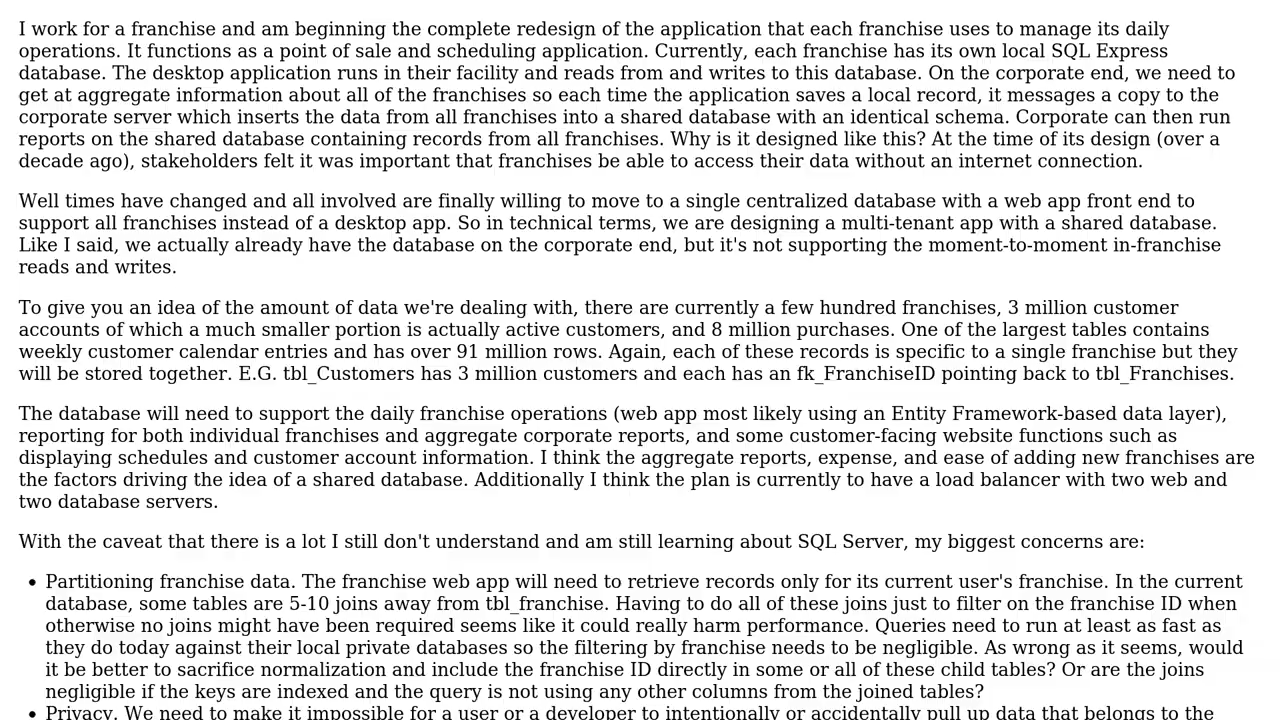 I work for a franchise and am beginning the complete redesign of the application that each franchise uses to manage its daily
operations. It functions as a point of sale and scheduling application. Currently, each franchise has its own local SQL Express
database. The desktop application runs in their facility and reads from and writes to this database. On the corporate end, we need to
get at aggregate information about all of the franchises so each time the application saves a local record, it messages a copy to the
corporate server which inserts the data from all franchises into a shared database with an identical schema. Corporate can then run
reports on the shared database containing records from all franchises. Why is it designed like this? At the time of its design (over a
decade ago), stakeholders felt it was important that franchises be able to access their data without an internet connection.
Well times have changed and all involved are finally willing to move to a single centralized database with a web app front end to
support all franchises instead of a desktop app. So in technical terms, we are designing a multi-tenant app with a shared database.
Like I said, we actually already have the database on the corporate end, but it's not supporting the moment-to-moment in-franchise
reads and writes.
To give you an idea of the amount of data we're dealing with, there are currently a few hundred franchises, 3 million customer
accounts of which a much smaller portion is actually active customers, and 8 million purchases. One of the largest tables contains
weekly customer calendar entries and has over 91 million rows. Again, each of these records is specific to a single franchise but they
will be stored together. E.G. tbl_Customers has 3 million customers and each has an fk_FranchiseID pointing back to tbl_Franchises.
The database will need to support the daily franchise operations (web app most likely using an Entity Framework-based data layer),
reporting for both individual franchises and aggregate corporate reports, and some customer-facing website functions such as
displaying schedules and customer account information. I think the aggregate reports, expense, and ease of adding new franchises are
the factors driving the idea of a shared database. Additionally I think the plan is currently to have a load balancer with two web and
two database servers.
With the caveat that there is a lot I still don't understand and am still learning about SQL Server, my biggest concerns are:
• Partitioning franchise data. The franchise web app will need to retrieve records only for its current user's franchise. In the current
database, some tables are 5-10 joins away from tbl_franchise. Having to do all of these joins just to filter on the franchise ID when
otherwise no joins might have been required seems like it could really harm performance. Queries need to run at least as fast as
they do today against their local private databases so the filtering by franchise needs to be negligible. As wrong as it seems, would
it be better to sacrifice normalization and include the franchise ID directly in some or all of these child tables? Or are the joins
negligible if the keys are indexed and the query is not using any other columns from the joined tables?
• Privacy. We need to make it impossible for a user or a developer to intentionally or accidentally pull up data that belongs to the